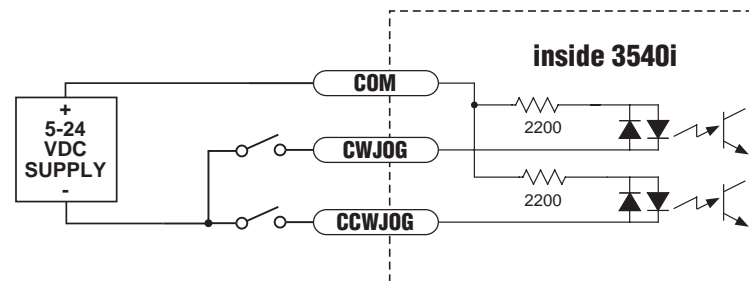 inside 3540i
COM
+
5-24
VDC
SUPPLY
-
2200
CWJOG
2200
CCWJOG